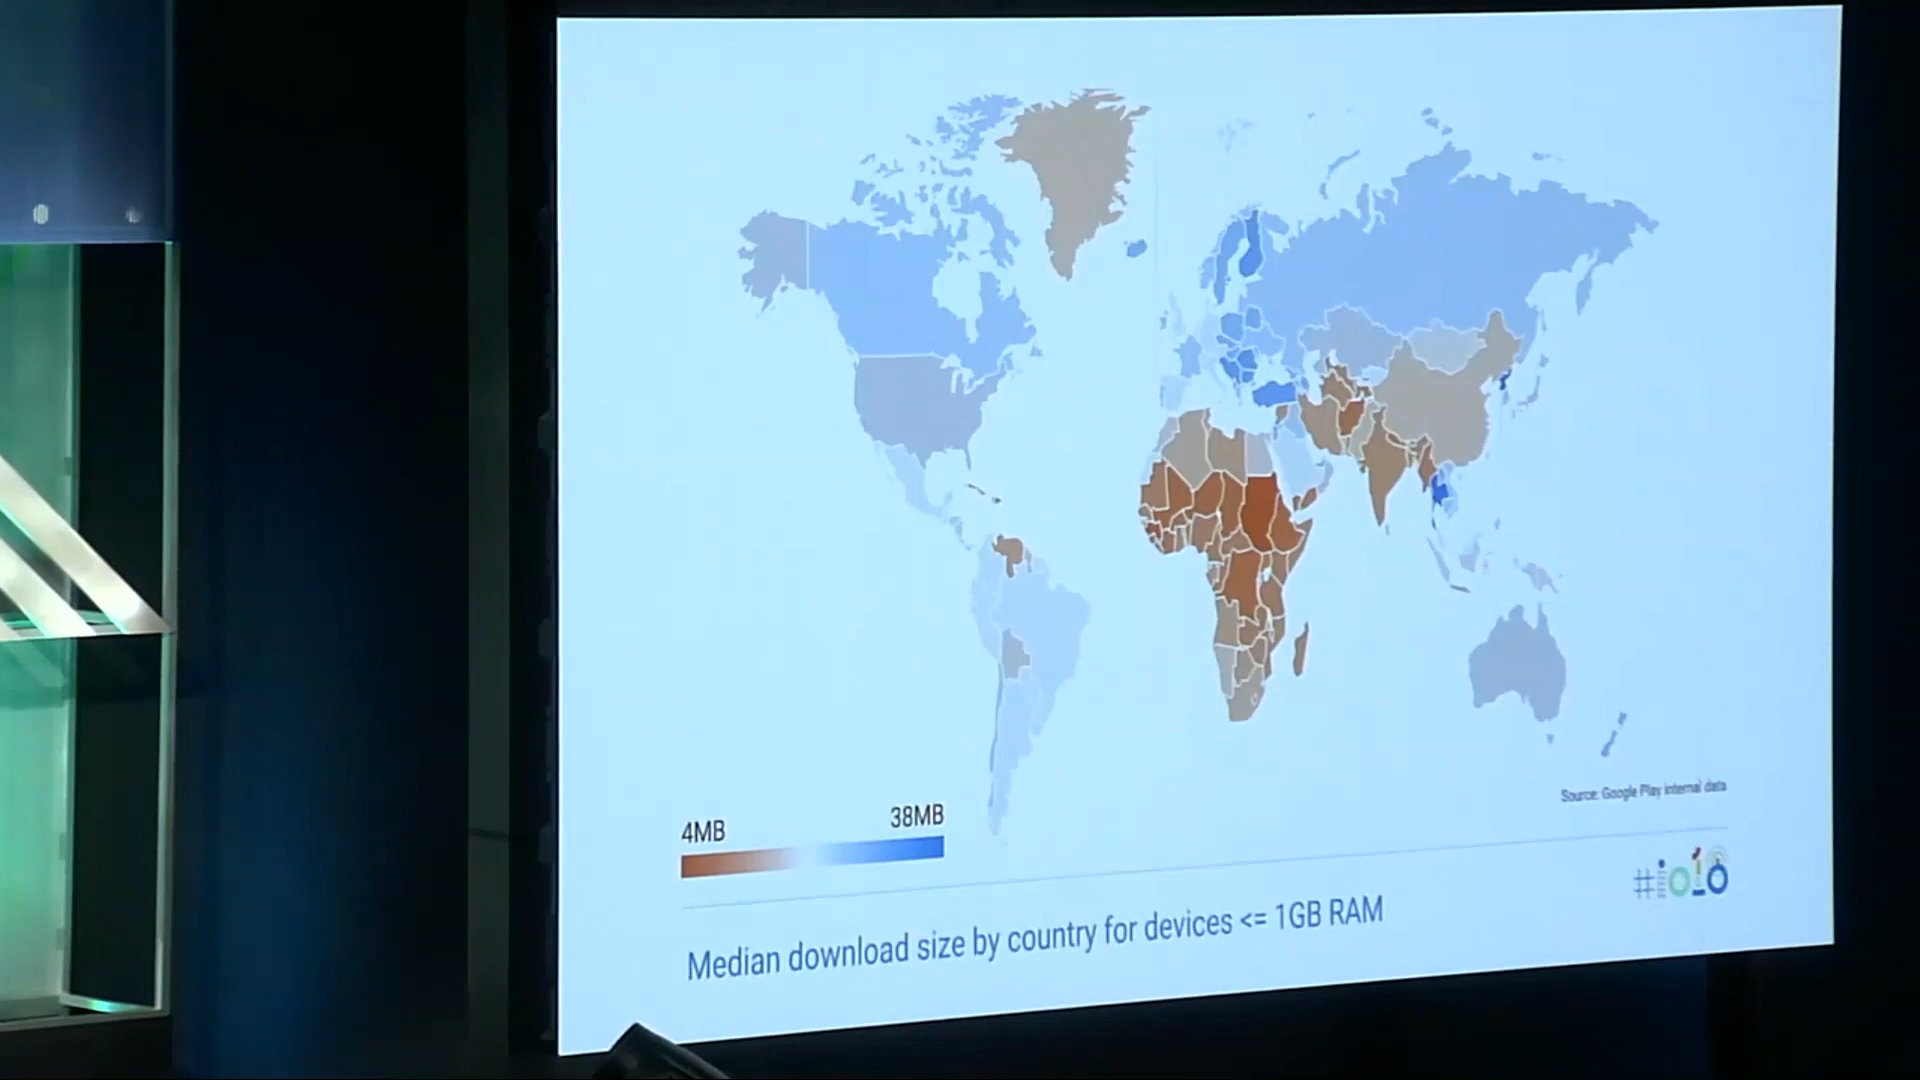 4MB
38MB
Source: Google Play internal data
#io18
Median download size by country for devices <= 1GB RAM